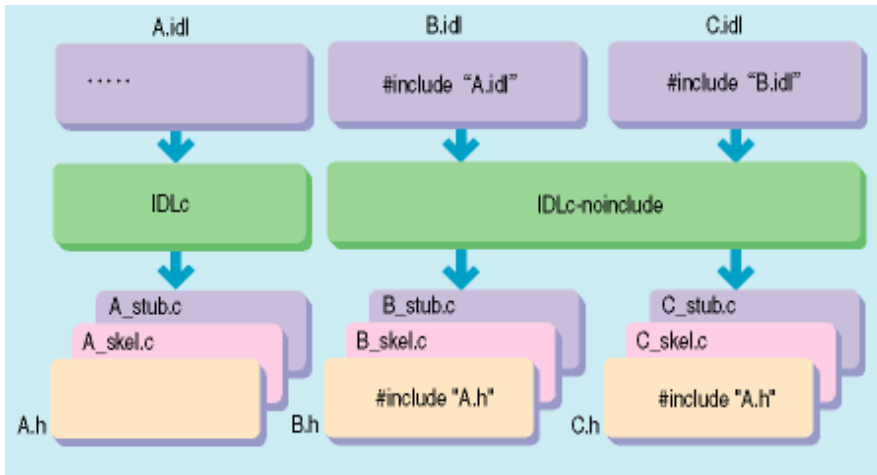 A.idl
B.idl
C.idl
.....
#include “A.idl”
#include “B.idl”
IDLc
IDLc-noinclude
A_stub.c
A_skel.c
A.h
B_stub.c
B_skel.c
#include "A.h"
B.h
C_stub.c
C_skel.c
#include "A.h"
C.h